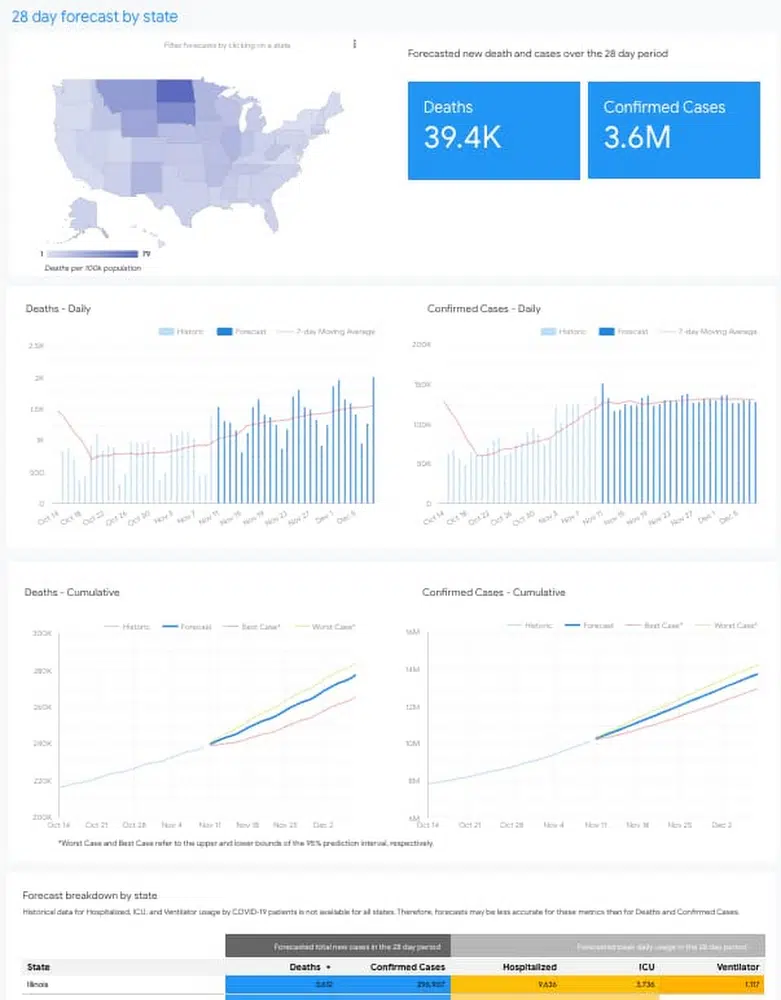 28 day forecast by state
Filter forecasts by clicking on a state
Forecasted new death and cases over the 28 day period
Deaths
39.4K
Confirmed Cases
3.6M
1 79
Deaths per 100k population
Deaths - Daily
Historic Forecast 7-day Moving Average
2.5K
2K
1.5K
1K
500
0
Oct 14 Oct 18 Oct 22 Oct 26 Oct 30 Nov 3 Nov 7 Nov 11 Nov 15 Nov 19 Nov 23 Nov 27 Dec 1 Dec 5
Confirmed Cases - Daily
Historic Forecast 7-day Moving Average
200K
150K
100K
50K
0
Oct 14 Oct 18 Oct 22 Oct 26 Oct 30 Nov 3 Nov 7 Nov 11 Nov 15 Nov 19 Nov 23 Nov 27 Dec 1 Dec 5
Deaths - Cumulative
Historic Forecast Best Case* Worst Case*
300K
280K
260K
240K
220K
200K
Oct 14 Oct 21 Oct 28 Nov 4 Nov 11 Nov 18 Nov 25 Dec 2
Confirmed Cases - Cumulative
Historic Forecast Best Case* Worst Case*
16M
14M
12M
10M
8M
6M
Oct 14 Oct 21 Oct 28 Nov 4 Nov 11 Nov 18 Nov 25 Dec 2
*Worst Case and Best Case refer to the upper and lower bounds of the 95% prediction interval, respectively.
Forecast breakdown by state
Historical data for Hospitalized, ICU, and Ventilator usage by COVID-19 patients is not available for all states. Therefore, forecasts may be less accurate for these metrics than for Deaths and Confirmed Cases.
Forecasted total new cases in the 28 day period Forecasted peak daily usage in the 28 day period
State Deaths Confirmed Cases Hospitalized ICU Ventilator
Illinois 9,636 3,736 1,117